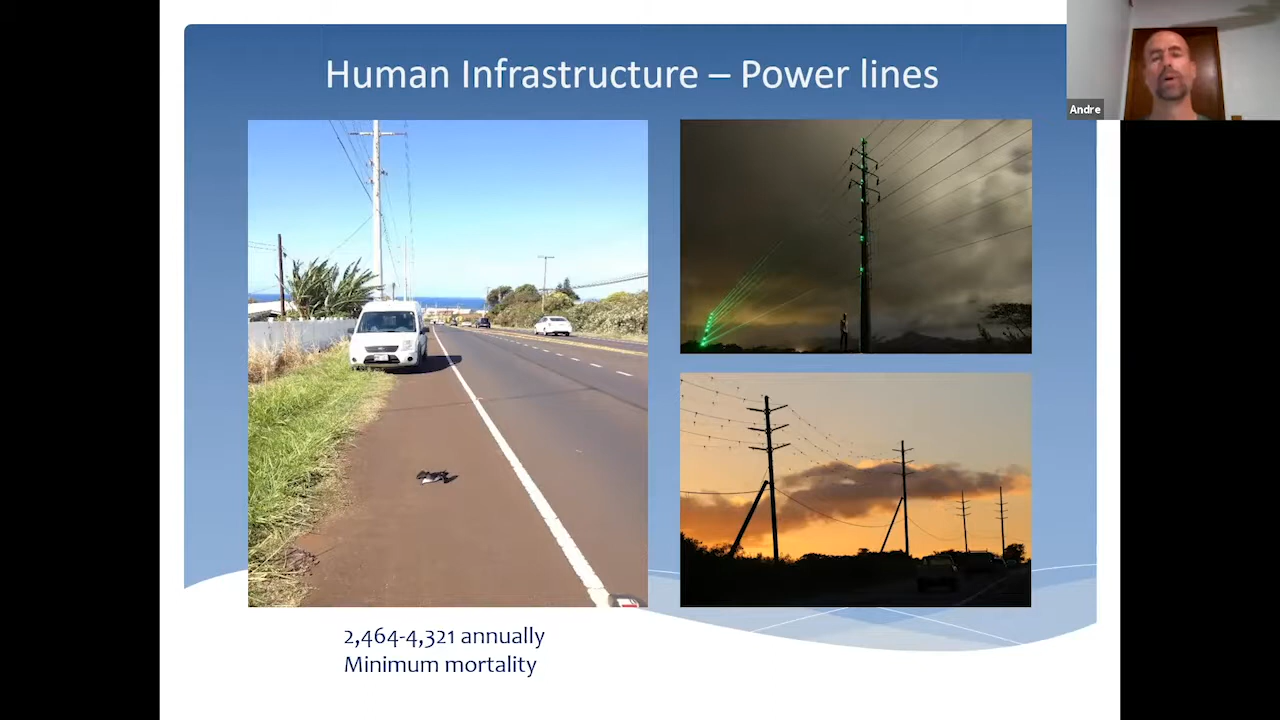 Human Infrastructure – Power lines
Andre
2,464-4,321 annually
Minimum mortality